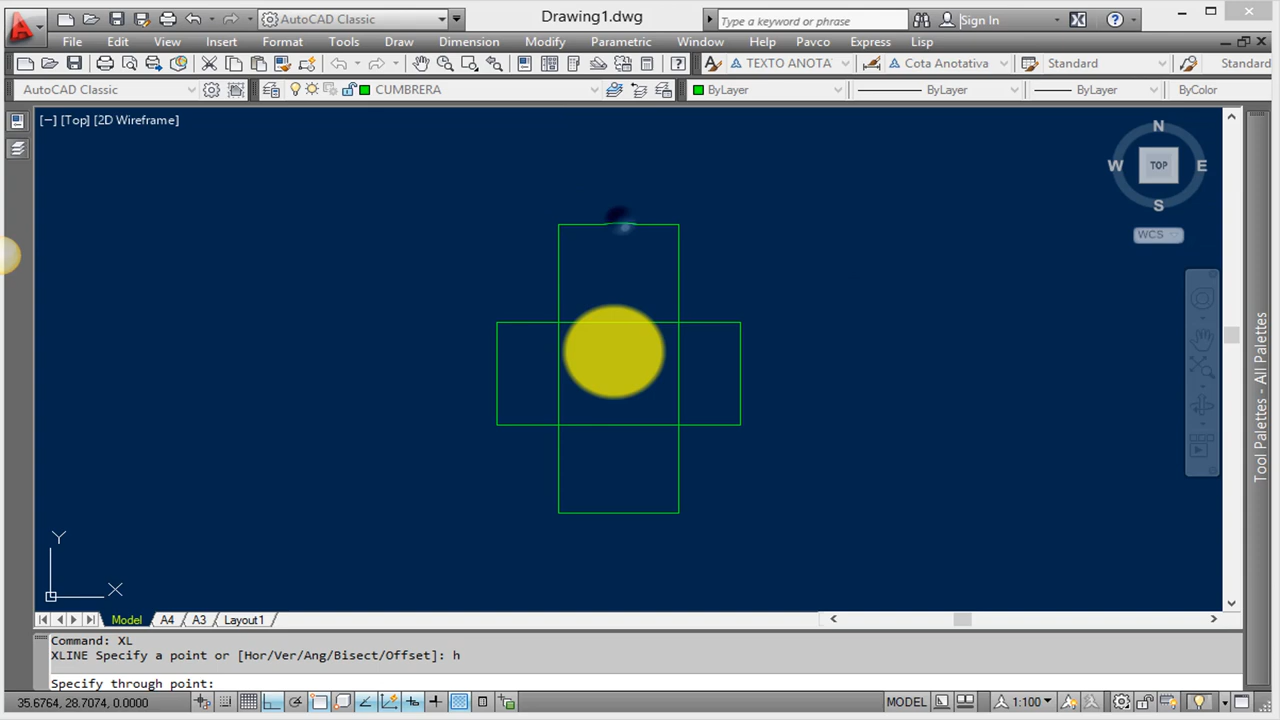 AutoCAD Classic
Drawing1.dwg
Type a keyword or phrase
Sign In
File Edit View Insert Format Tools Draw Dimension Modify Parametric Window Help Pavco Express Lisp
TEXTO ANOTA Cota Anotativa Standard Standard
AutoCAD Classic CUMBRERA ByLayer ByLayer ByLayer ByColor
[−] [Top] [2D Wireframe]
N
W TOP E
S
WCS
Tool Palettes - All Palettes
Y
X
Model A4 A3 Layout1
Command: XL
XLINE Specify a point or [Hor/Ver/Ang/Bisect/Offset]: h
Specify through point:
35.6764, 28.7074, 0.0000 MODEL 1:100